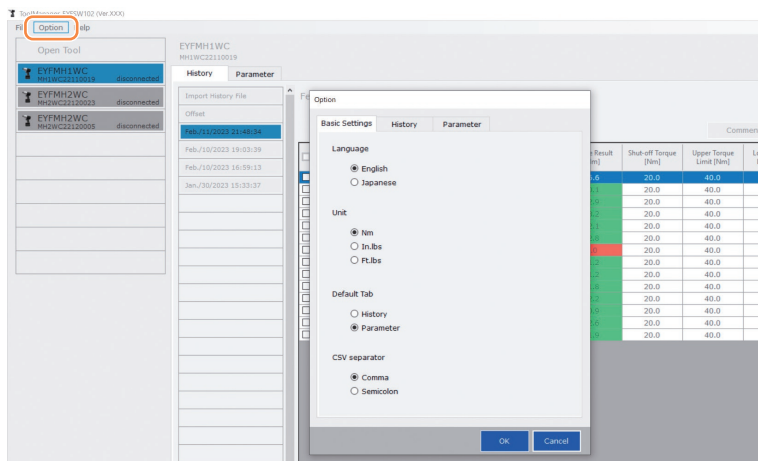 ToolManager EYFSW102 (Ver.XXX)
Option
Help
Open Tool
EYFMH1WC
MH1WC22110019 disconnected
EYFMH2WC
MH2WC22120023 disconnected
EYFMH2WC
MH2WC22120005 disconnected
EYFMH1WC
MH1WC22110019
History Parameter
Import History File
Offset
Feb./11/2023 21:48:34
Feb./10/2023 19:03:39
Feb./10/2023 16:59:13
Jan./30/2023 15:33:37
Option
Basic Settings History Parameter
Language
English
Japanese
Unit
Nm
In.lbs
Ft.lbs
Default Tab
History
Parameter
CSV separator
Comma
Semicolon
OK Cancel
Result Shut-off Torque Upper Torque
[Nm] Limit [Nm]
20.0 40.0
20.0 40.0
20.0 40.0
20.0 40.0
20.0 40.0
20.0 40.0
20.0 40.0
20.0 40.0
20.0 40.0
20.0 40.0
20.0 40.0
20.0 40.0
20.0 40.0
20.0 40.0